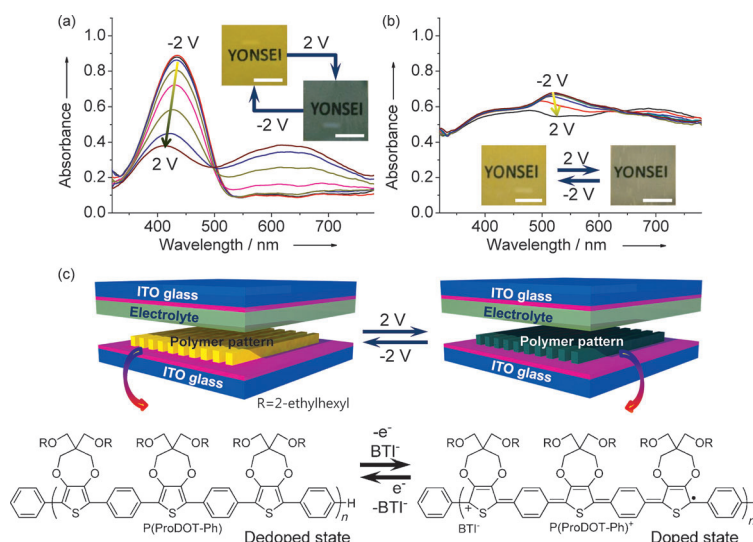 (a)
-2 V
2 V
YONSEI
2 V
YONSEI
-2 V
1.0
0.8
0.6
0.4
0.2
0.0
Absorbance
400
500
600
700
Wavelength / nm
(b)
-2 V
2 V
YONSEI
2 V
-2 V
YONSEI
1.0
0.8
0.6
0.4
0.2
0.0
Absorbance
400
500
600
700
Wavelength / nm
(c)
ITO glass
Electrolyte
Polymer pattern
ITO glass
R=2-ethylhexyl
2 V
-2 V
ITO glass
Electrolyte
Polymer pattern
ITO glass
RO OR RO OR RO OR
O O O O O O
S S S
H
n
P(ProDOT-Ph)
Dedoped state
-e⁻
BTI⁻
e⁻
-BTI⁻
RO OR RO OR RO OR
O O O O O O
+
S S S
H
n
BTI⁻
P(ProDOT-Ph)⁺
Doped state